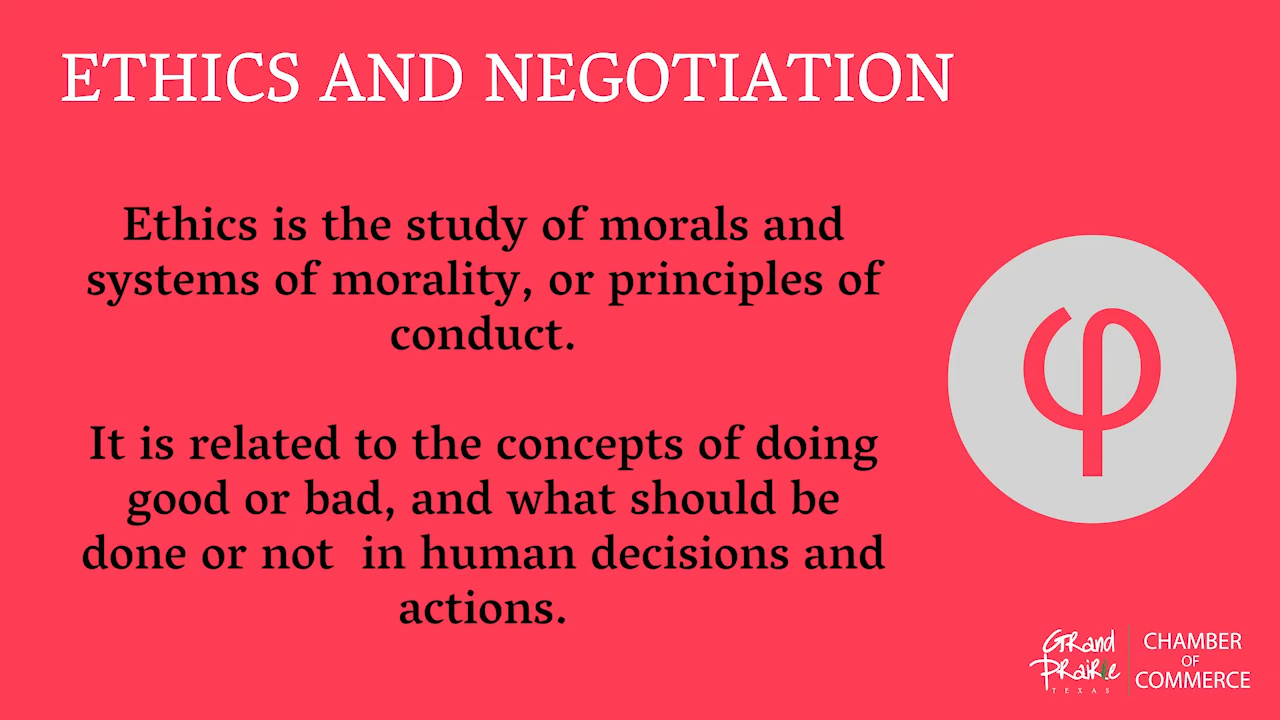 ETHICS AND NEGOTIATION
Ethics is the study of morals and
systems of morality, or principles of
conduct.
It is related to the concepts of doing
good or bad, and what should be
done or not  in human decisions and
actions.
φ
Grand
Prairie
TEXAS
CHAMBER
OF
COMMERCE